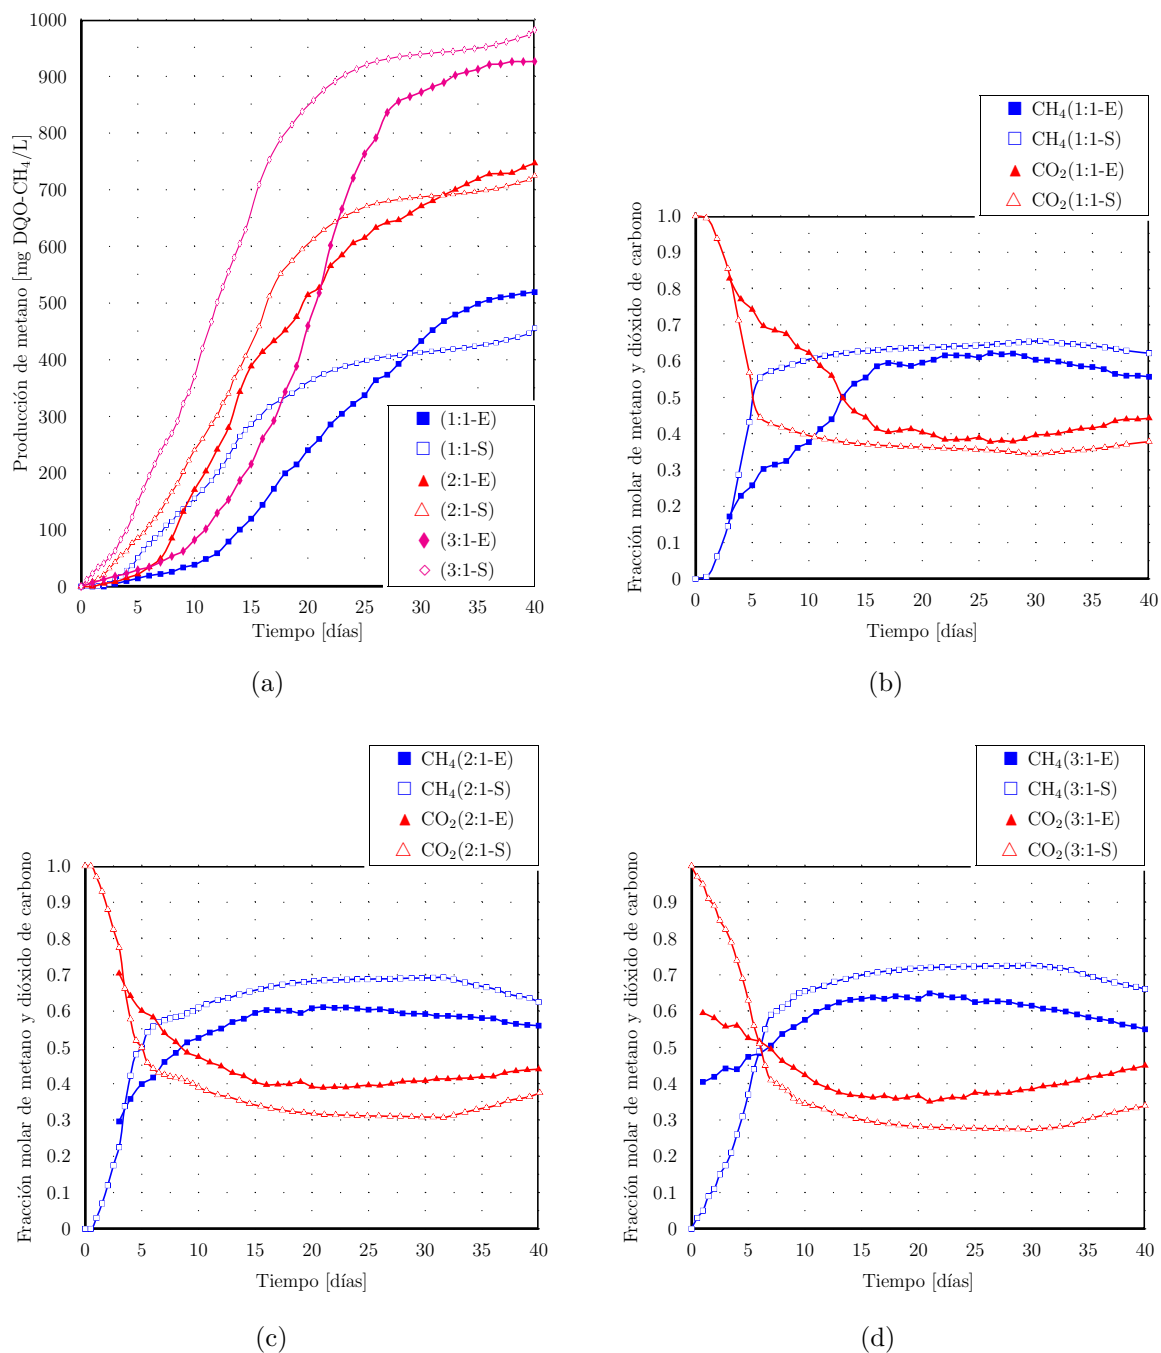 1000
900
800
700
600
500
400
300
200
100
0
Producción de metano [mg DQO-CH₄/L]
(1:1-E)
(1:1-S)
(2:1-E)
(2:1-S)
(3:1-E)
(3:1-S)
0 5 10 15 20 25 30 35 40
Tiempo [días]
(a)
CH₄(1:1-E)
CH₄(1:1-S)
CO₂(1:1-E)
CO₂(1:1-S)
1.0
0.9
0.8
0.7
0.6
0.5
0.4
0.3
0.2
0.1
0
Fracción molar de metano y dióxido de carbono
0 5 10 15 20 25 30 35 40
Tiempo [días]
(b)
CH₄(2:1-E)
CH₄(2:1-S)
CO₂(2:1-E)
CO₂(2:1-S)
1.0
0.9
0.8
0.7
0.6
0.5
0.4
0.3
0.2
0.1
0
Fracción molar de metano y dióxido de carbono
0 5 10 15 20 25 30 35 40
Tiempo [días]
(c)
CH₄(3:1-E)
CH₄(3:1-S)
CO₂(3:1-E)
CO₂(3:1-S)
0.9
0.8
0.7
0.6
0.5
0.4
0.3
0.2
0.1
0
Fracción molar de metano y dióxido de carbono
0 5 10 15 20 25 30 35 40
Tiempo [días]
(d)